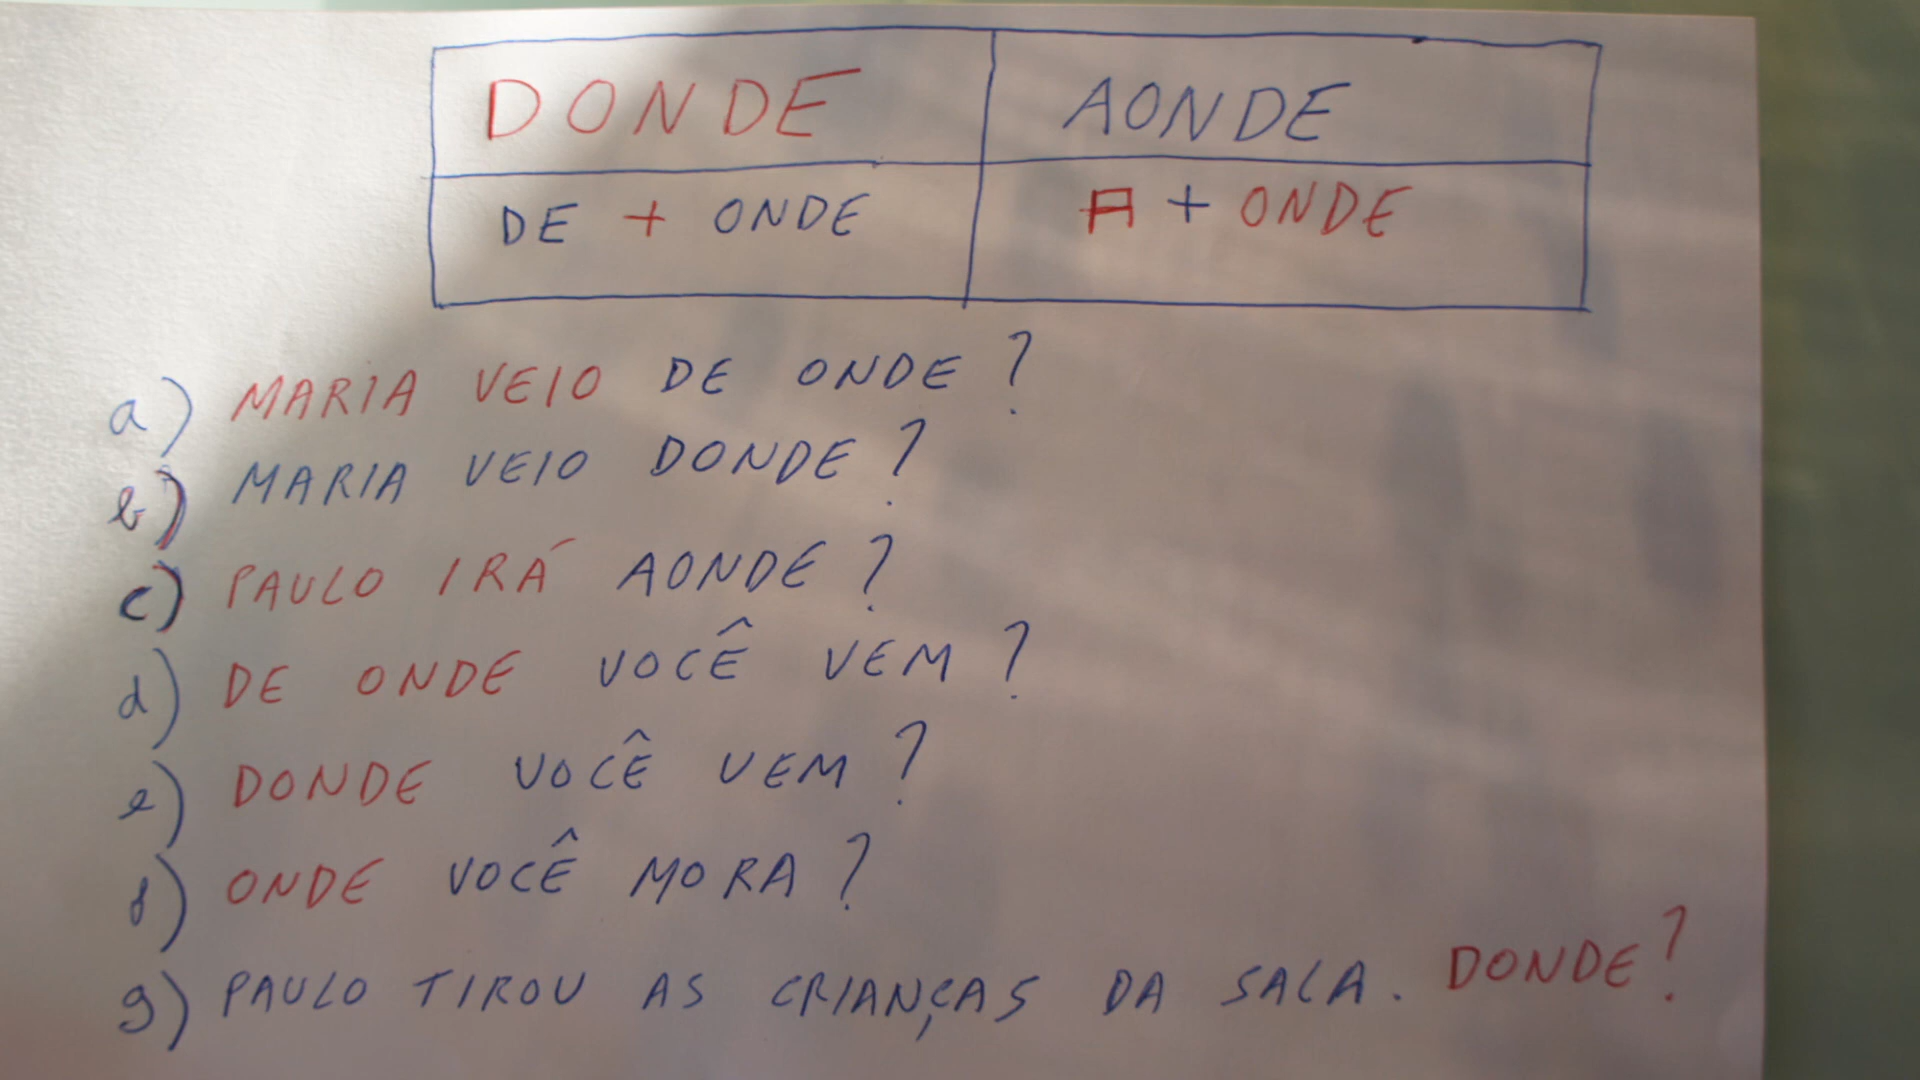 DONDE AONDE
DE + ONDE A + ONDE
a) MARIA VEIO DE ONDE?
b) MARIA VEIO DONDE?
c) PAULO IRÁ AONDE?
d) DE ONDE VOCÊ VEM?
e) DONDE VOCÊ VEM?
f) ONDE VOCÊ MORA?
g) PAULO TIROU AS CRIANÇAS DA SALA. DONDE?